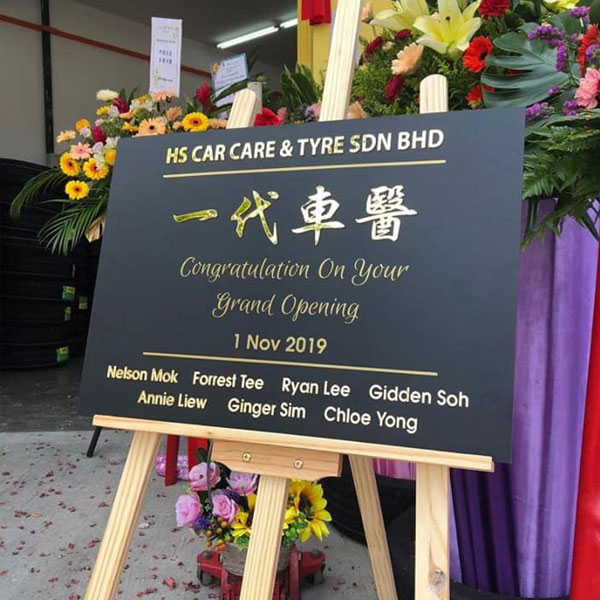 HS CAR CARE & TYRE SDN BHD
一代車醫
Congratulation On Your
Grand Opening
1 Nov 2019
Nelson Mok Forrest Tee Ryan Lee Gidden Soh
Annie Liew Ginger Sim Chloe Yong